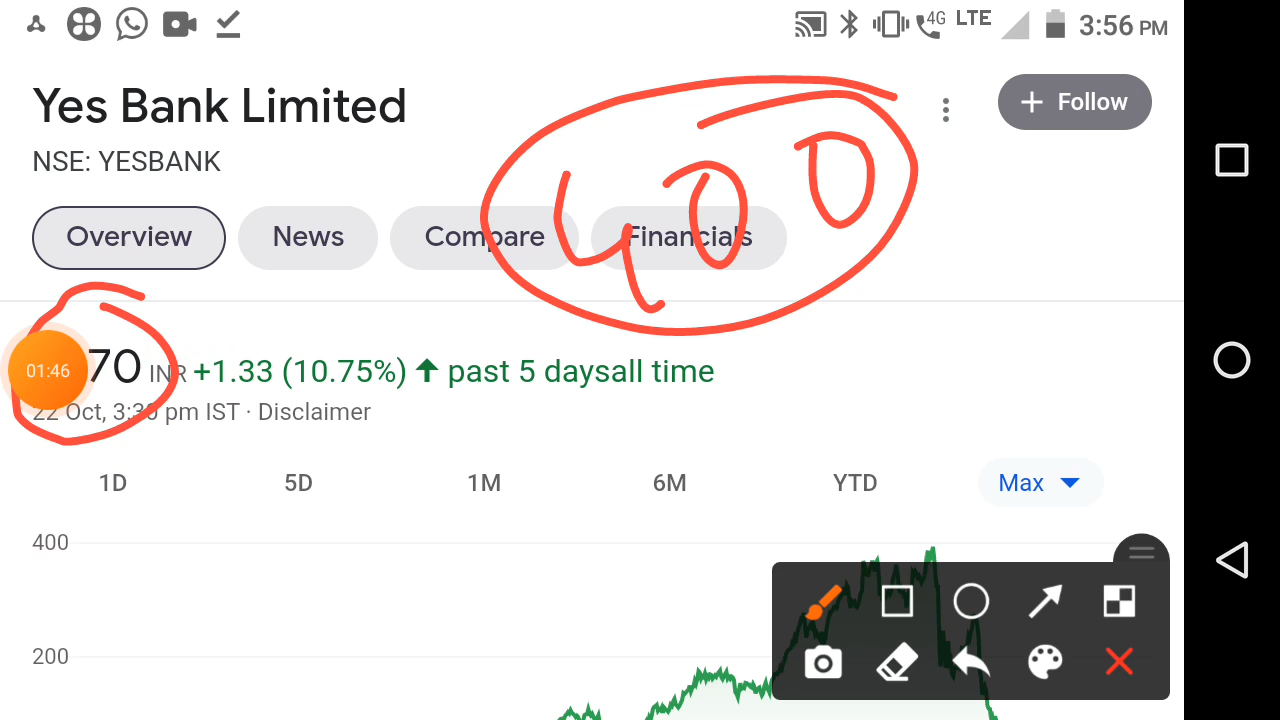 4G LTE 3:56 PM
Yes Bank Limited
+ Follow
NSE: YESBANK
400
Overview News Compare Financials
01:46
70 INR +1.33 (10.75%) ↑ past 5 daysall time
22 Oct, 3:30 pm IST · Disclaimer
1D 5D 1M 6M YTD Max
400
200